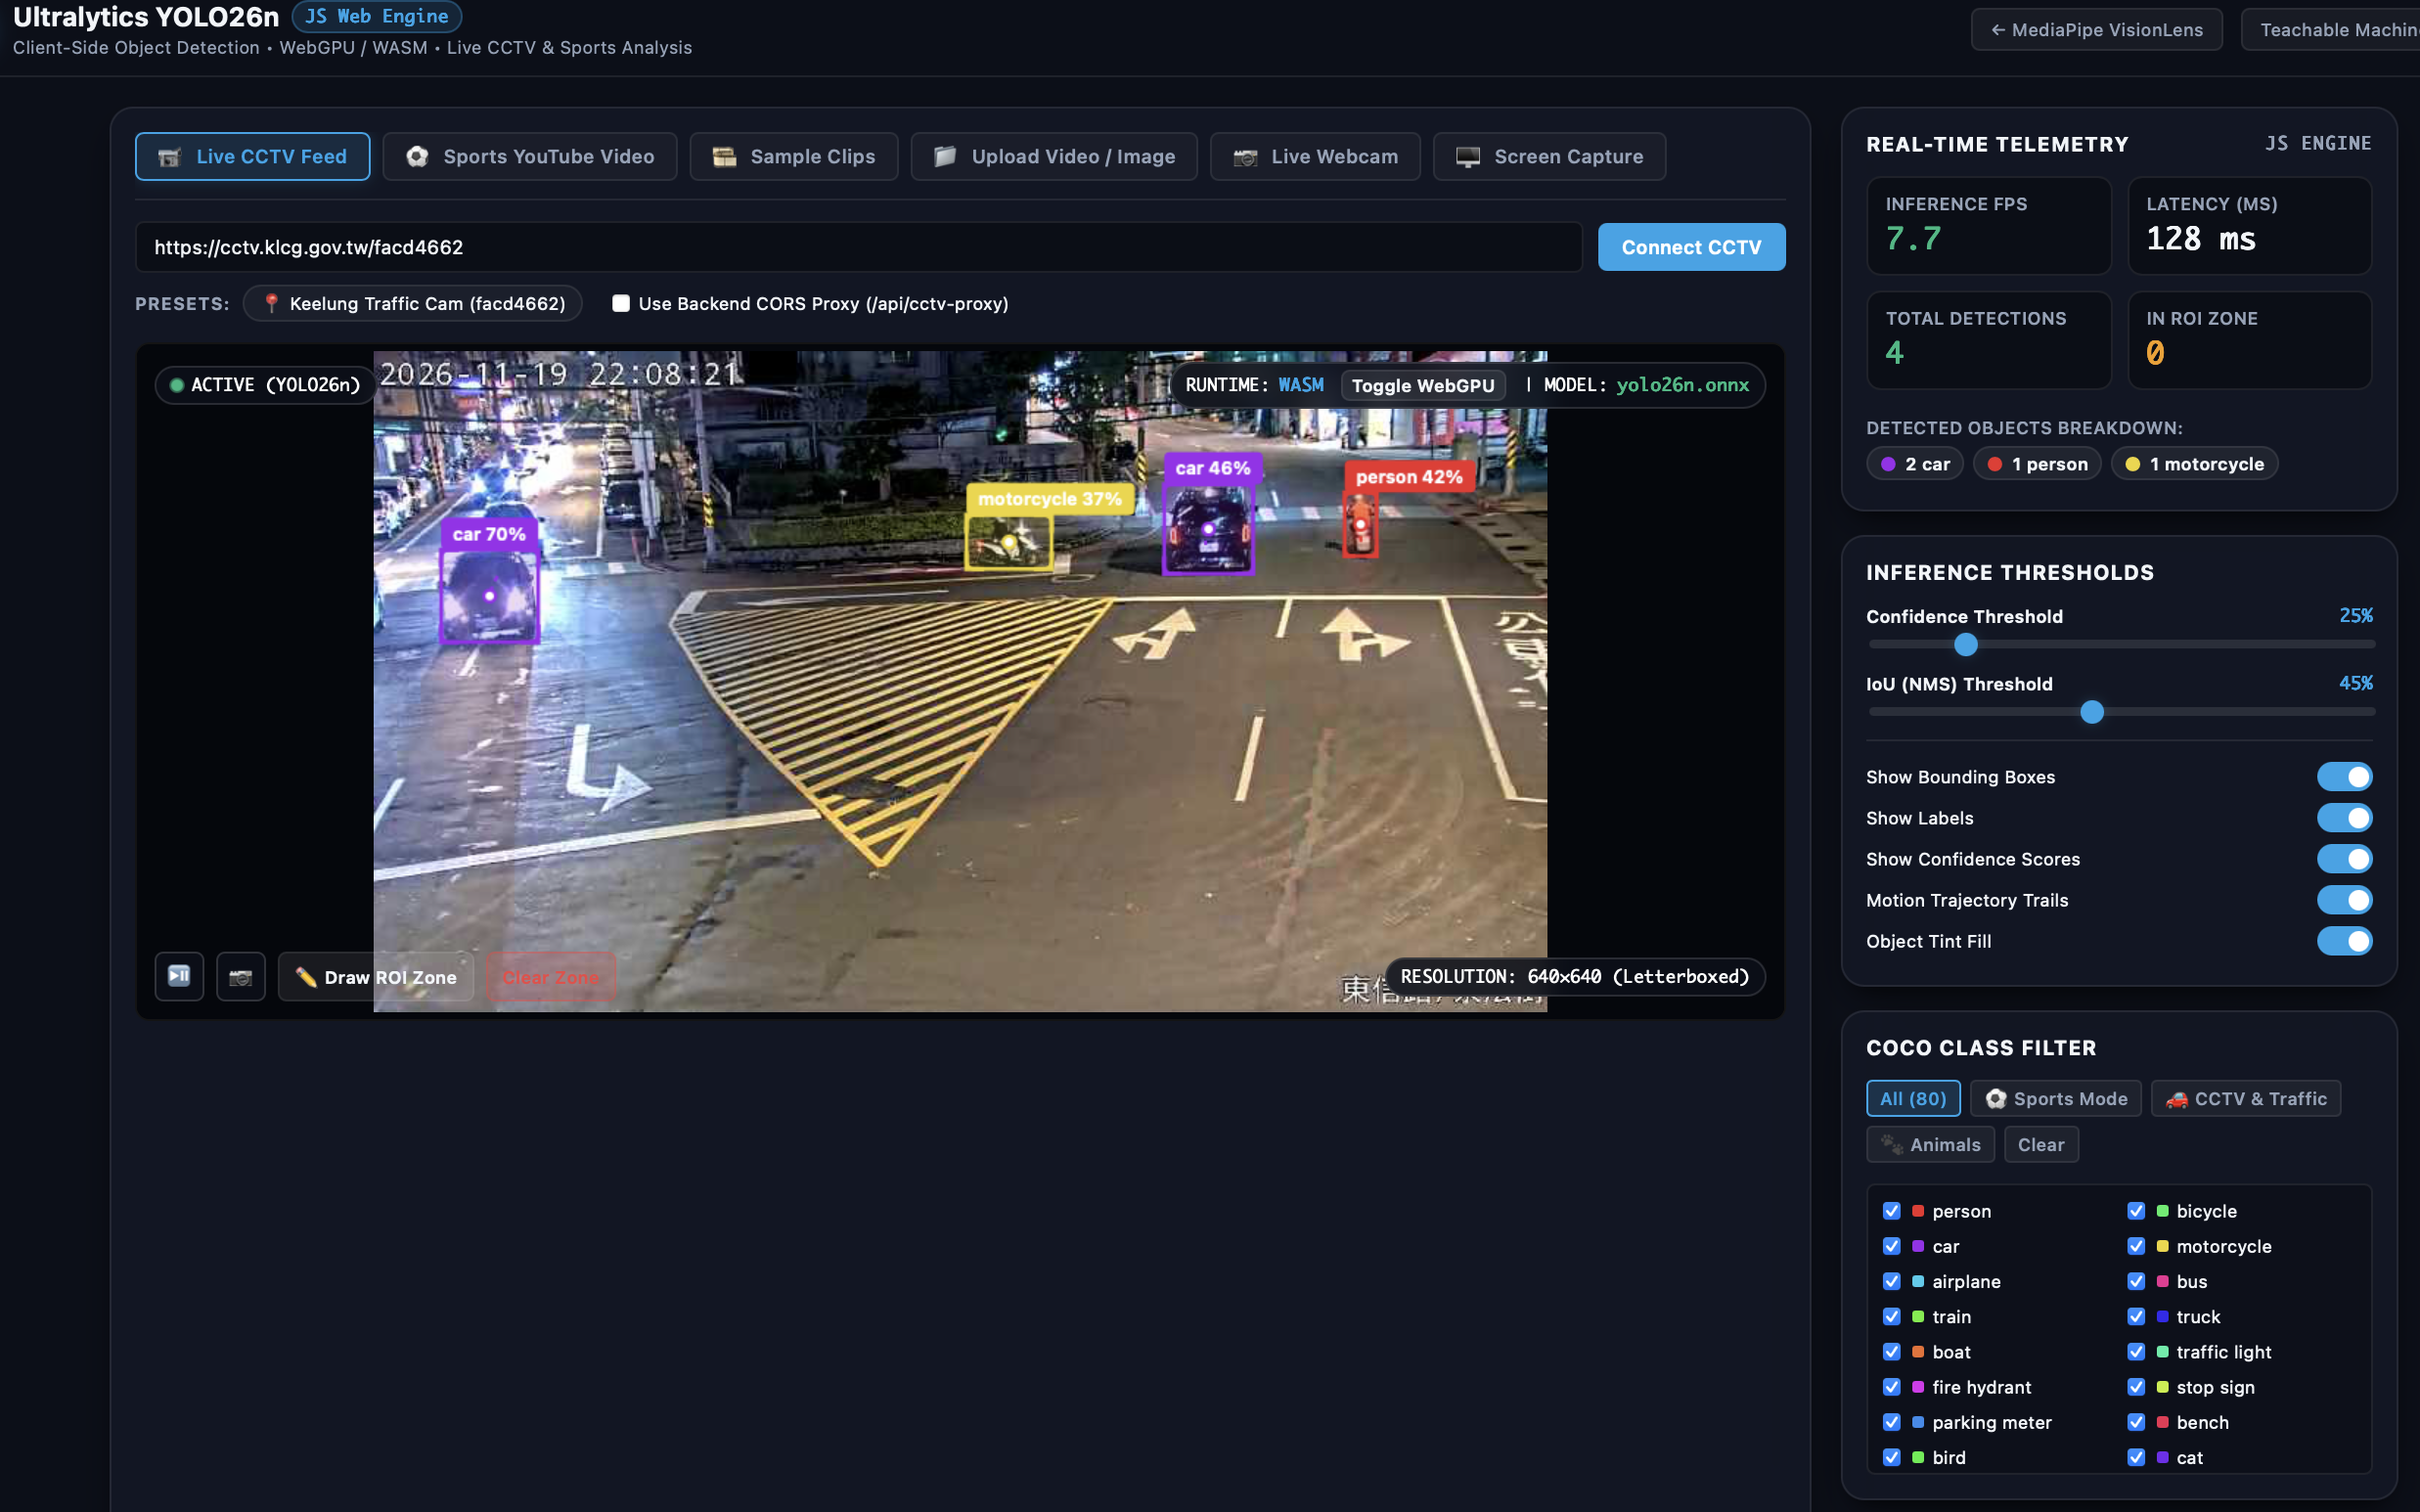 Ultralytics YOLO26n JS Web Engine
Client-Side Object Detection • WebGPU / WASM • Live CCTV & Sports Analysis
← MediaPipe VisionLens
Teachable Machin
Live CCTV Feed
Sports YouTube Video
Sample Clips
Upload Video / Image
Live Webcam
Screen Capture
https://cctv.klcg.gov.tw/facd4662
Connect CCTV
PRESETS: Keelung Traffic Cam (facd4662) Use Backend CORS Proxy (/api/cctv-proxy)
ACTIVE (YOLO26n)
2026-11-19 22:08:21
RUNTIME: WASM Toggle WebGPU | MODEL: yolo26n.onnx
car 46%
person 42%
motorcycle 37%
car 70%
Draw ROI Zone
Clear Zone
RESOLUTION: 640×640 (Letterboxed)
東信
REAL-TIME TELEMETRY JS ENGINE
INFERENCE FPS
7.7
LATENCY (MS)
128 ms
TOTAL DETECTIONS
4
IN ROI ZONE
0
DETECTED OBJECTS BREAKDOWN:
2 car 1 person 1 motorcycle
INFERENCE THRESHOLDS
Confidence Threshold 25%
IoU (NMS) Threshold 45%
Show Bounding Boxes
Show Labels
Show Confidence Scores
Motion Trajectory Trails
Object Tint Fill
COCO CLASS FILTER
All (80) Sports Mode CCTV & Traffic
Animals Clear
person bicycle
car motorcycle
airplane bus
train truck
boat traffic light
fire hydrant stop sign
parking meter bench
bird cat